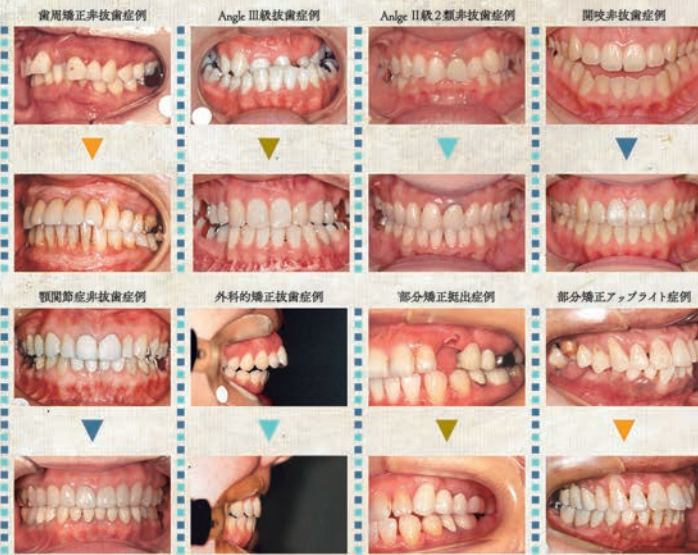 歯周矯正非抜歯症例
Angle Ⅲ級抜歯症例
Anlge Ⅱ級2類非抜歯症例
開咬非抜歯症例
顎関節症非抜歯症例
外科的矯正抜歯症例
部分矯正挺出症例
部分矯正アップライト症例